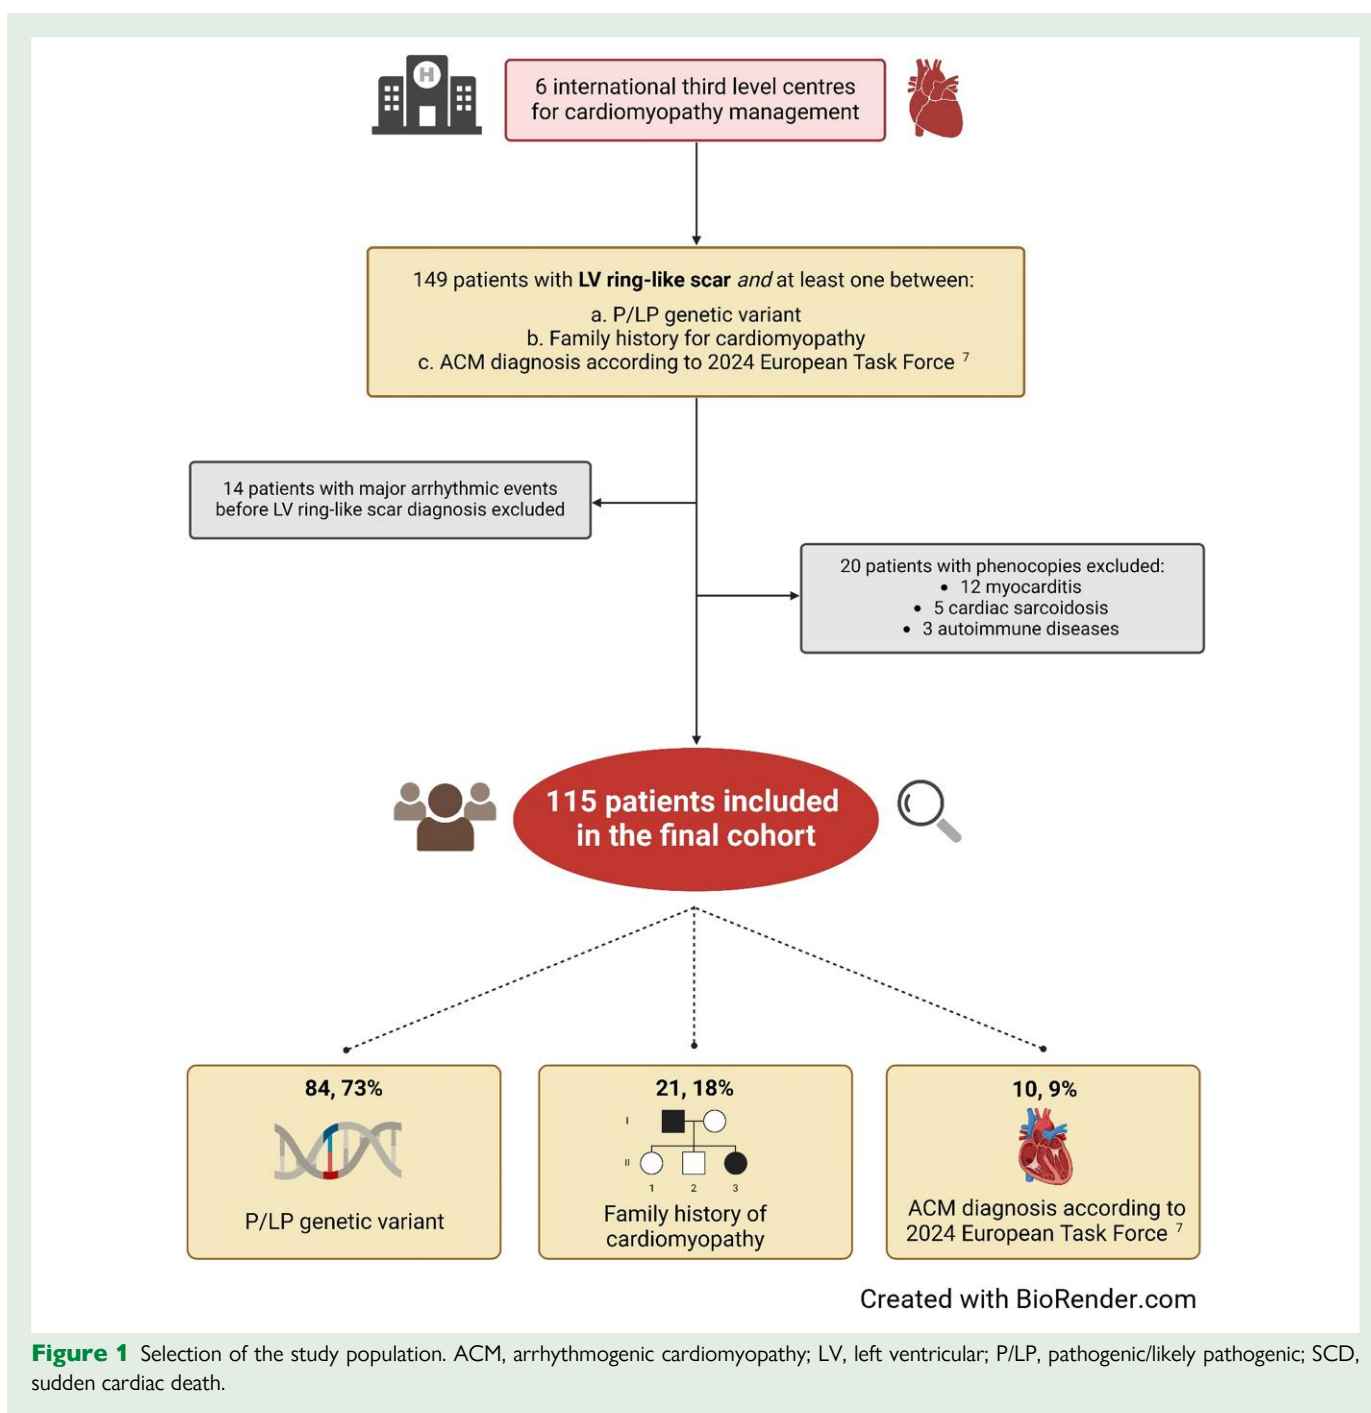 H
6 international third level centres
for cardiomyopathy management
149 patients with LV ring-like scar and at least one between:
a. P/LP genetic variant
b. Family history for cardiomyopathy
c. ACM diagnosis according to 2024 European Task Force 7
14 patients with major arrhythmic events
before LV ring-like scar diagnosis excluded
20 patients with phenocopies excluded:
• 12 myocarditis
• 5 cardiac sarcoidosis
• 3 autoimmune diseases
115 patients included
in the final cohort
84, 73%
P/LP genetic variant
21, 18%
I
II
1 2 3
Family history of
cardiomyopathy
10, 9%
ACM diagnosis according to
2024 European Task Force 7
Created with BioRender.com
Figure 1 Selection of the study population. ACM, arrhythmogenic cardiomyopathy; LV, left ventricular; P/LP, pathogenic/likely pathogenic; SCD,
sudden cardiac death.